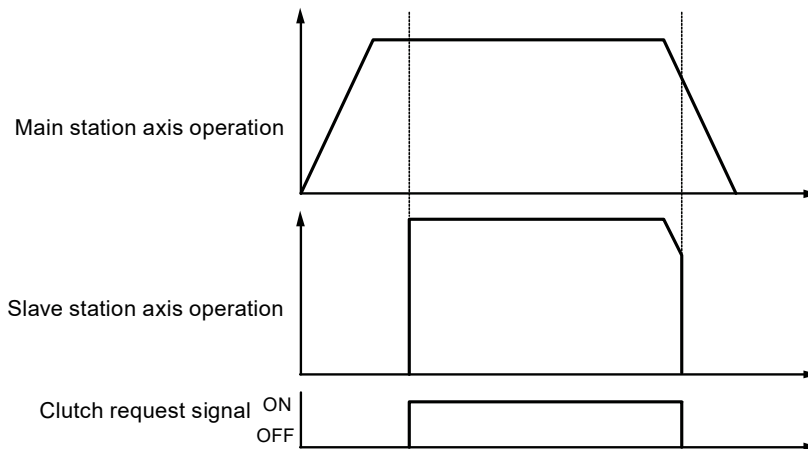 Main station axis operation
Slave station axis operation
Clutch request signal ON
OFF